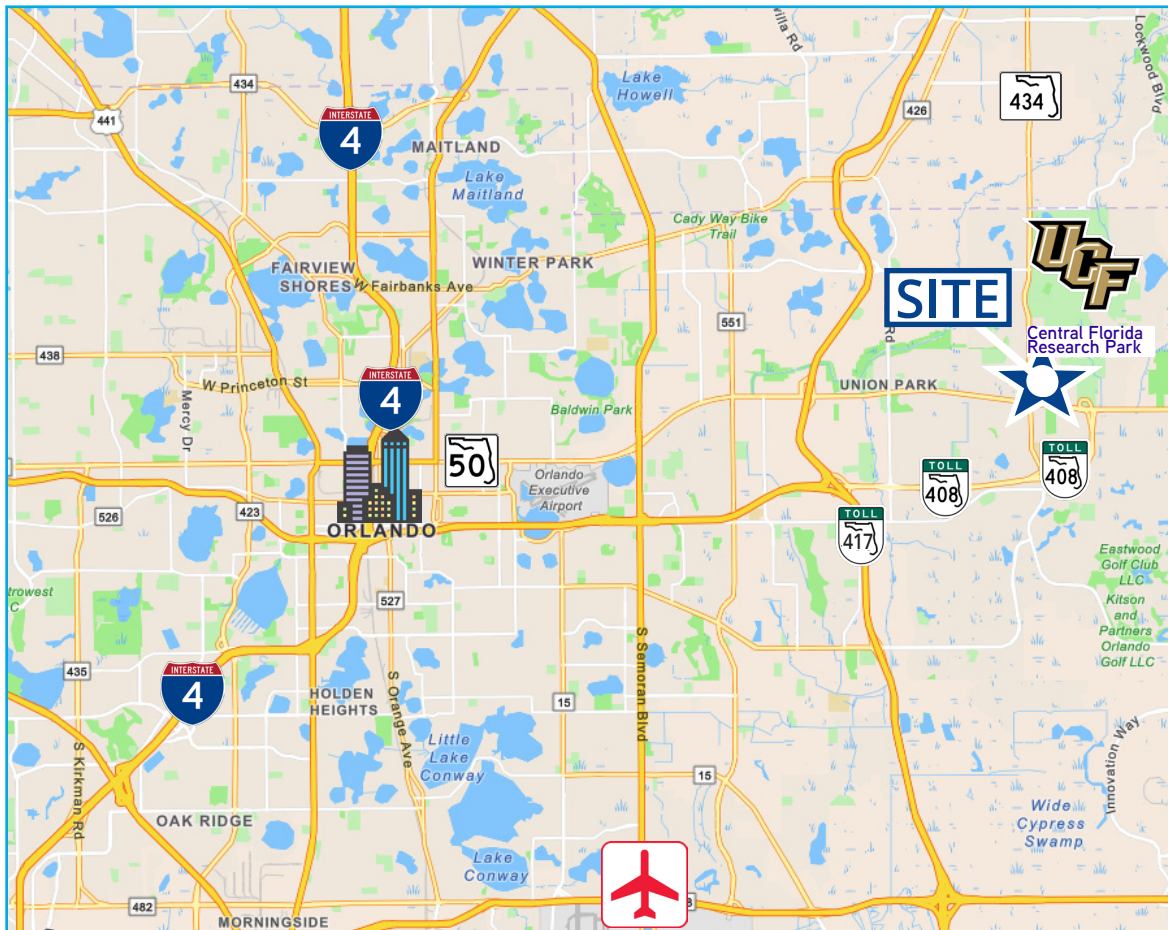 Lockwood Blvd
Lake
Howell
434
434
441
426
INTERSTATE
4
MAITLAND
Lake
Maitland
Cady Way Bike
Trail
UCF
FAIRVIEW
SHORES
WINTER PARK
W Fairbanks Ave
SITE
551
Rd
Central Florida
Research Park
438
W Princeton St
INTERSTATE
4
UNION PARK
Mercy Dr
Baldwin Park
50
Orlando
Executive
Airport
TOLL
408
TOLL
408
526
423
ORLANDO
TOLL
417
Eastwood
Golf Club
LLC
527
Kitson
and
Partners
Orlando
Golf LLC
435
INTERSTATE
4
HOLDEN
HEIGHTS
S Orange Ave
S Semoran Blvd
15
S Kirkman Rd
Little
Lake
Conway
15
Innovation Way
Wide
Cypress
Swamp
OAK RIDGE
Lake
Conway
482
MORNINGSIDE